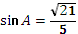 sin A = √21/5